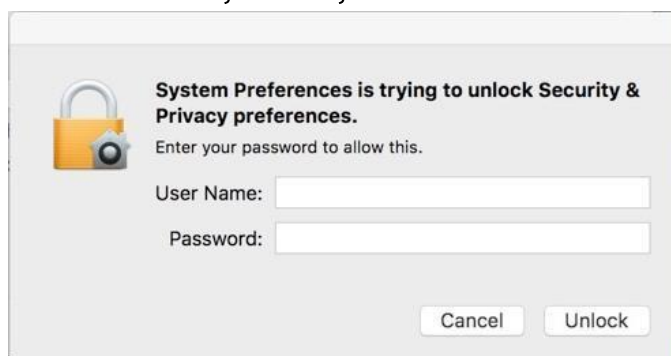 System Preferences is trying to unlock Security &
Privacy preferences.
Enter your password to allow this.
User Name:
Password:
Cancel Unlock